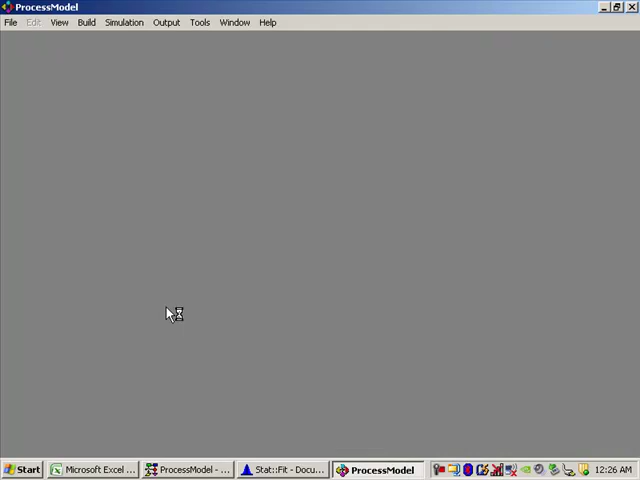 ProcessModel
File Edit View Build Simulation Output Tools Window Help
Start Microsoft Excel ... ProcessModel - ... Stat::Fit - Docu... ProcessModel 12:26 AM